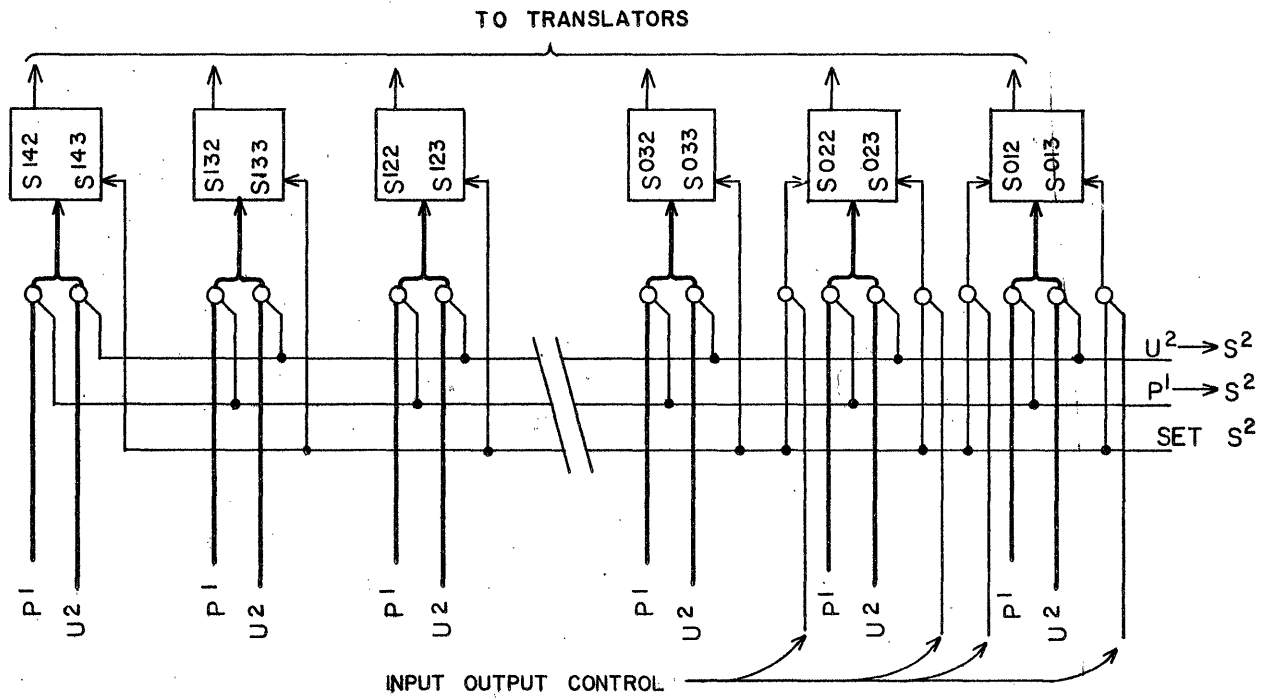 TO TRANSLATORS
S142 S143
S132 S133
S122 S123
S032 S033
S022 S023
S012 S013
U² → S²
P¹ → S²
SET S²
P¹ U²
P¹ U²
P¹ U²
P¹ U²
P¹ U²
P¹ U²
INPUT OUTPUT CONTROL